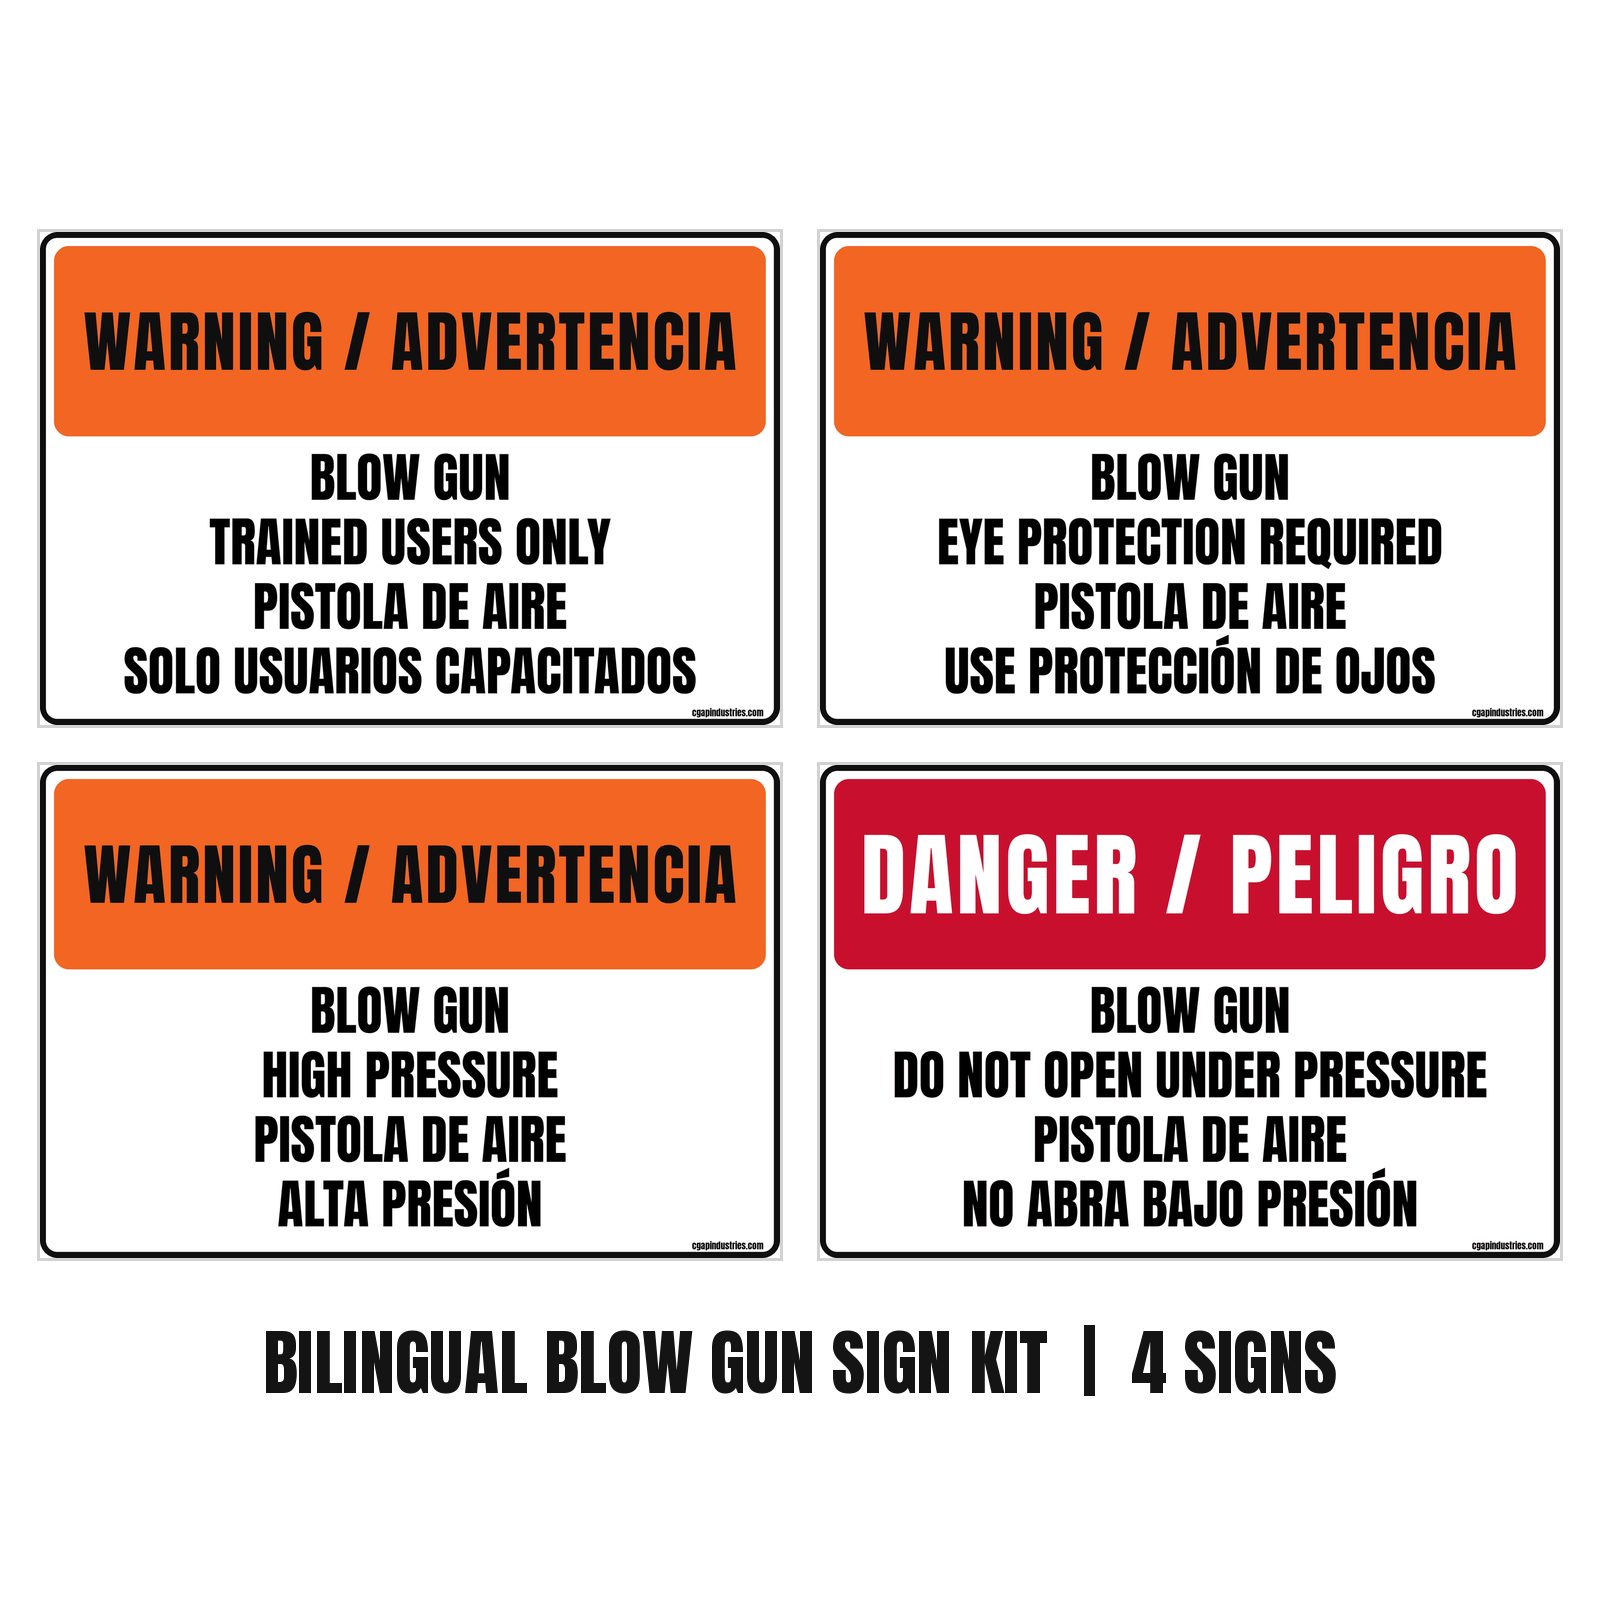 WARNING / ADVERTENCIA
BLOW GUN
TRAINED USERS ONLY
PISTOLA DE AIRE
SOLO USUARIOS CAPACITADOS
cgapindustries.com
WARNING / ADVERTENCIA
BLOW GUN
EYE PROTECTION REQUIRED
PISTOLA DE AIRE
USE PROTECCIÓN DE OJOS
cgapindustries.com
WARNING / ADVERTENCIA
BLOW GUN
HIGH PRESSURE
PISTOLA DE AIRE
ALTA PRESIÓN
cgapindustries.com
DANGER / PELIGRO
BLOW GUN
DO NOT OPEN UNDER PRESSURE
PISTOLA DE AIRE
NO ABRA BAJO PRESIÓN
cgapindustries.com
BILINGUAL BLOW GUN SIGN KIT | 4 SIGNS